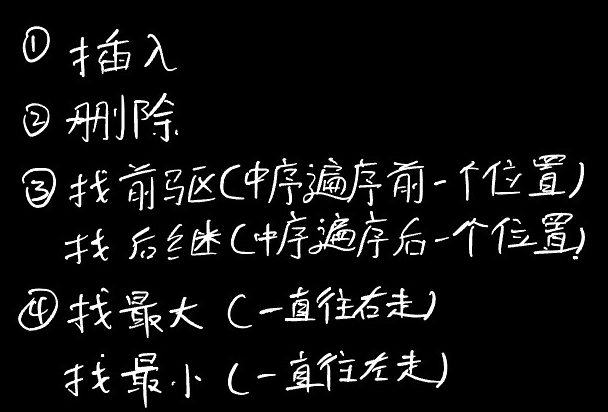 ① 插入
② 删除
③ 找前驱(中序遍序前一个位置)
找后继(中序遍序后一个位置)
④ 找最大(一直往右走)
找最小(一直往左走)